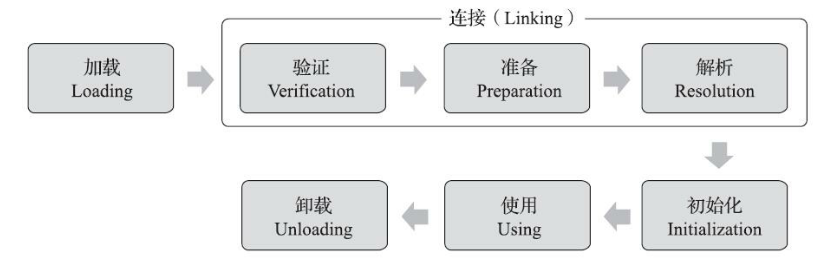 连接（Linking）
加载
Loading
验证
Verification
准备
Preparation
解析
Resolution
初始化
Initialization
使用
Using
卸载
Unloading